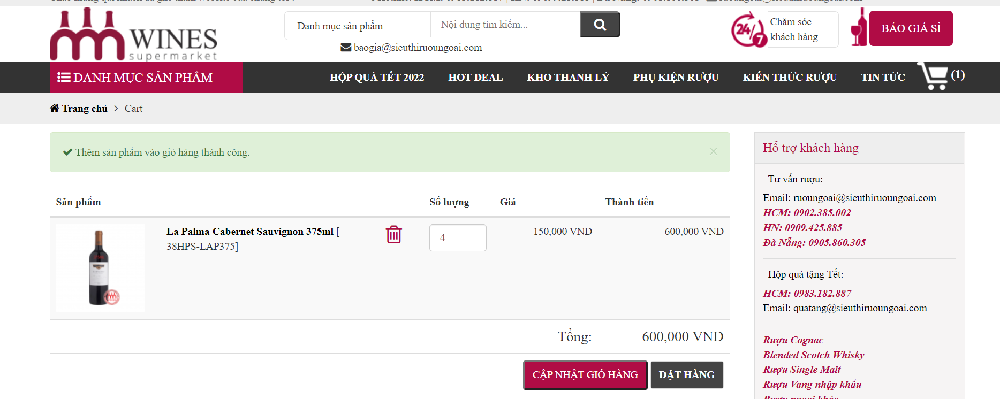 WINES
supermarket
Danh mục sản phẩm
Nội dung tìm kiếm...
baogia@sieuthiruoungoai.com
24/7
Chăm sóc
khách hàng
BÁO GIÁ SỈ
DANH MỤC SẢN PHẨM
HỘP QUÀ TẾT 2022
HOT DEAL
KHO THANH LÝ
PHỤ KIỆN RƯỢU
KIẾN THỨC RƯỢU
TIN TỨC
(1)
Trang chủ > Cart
Thêm sản phẩm vào giỏ hàng thành công.
×
Sản phẩm Số lượng Giá Thành tiền
La Palma Cabernet Sauvignon 375ml [
38HPS-LAP375]
4
150,000 VND
600,000 VND
Tổng: 600,000 VND
CẬP NHẬT GIỎ HÀNG
ĐẶT HÀNG
Hỗ trợ khách hàng
Tư vấn rượu:
Email: ruoungoai@sieuthiruoungoai.com
HCM: 0902.385.002
HN: 0909.425.885
Đà Nẵng: 0905.860.305
Hộp quà tặng Tết:
HCM: 0983.182.887
Email: quatang@sieuthiruoungoai.com
Rượu Cognac
Blended Scotch Whisky
Rượu Single Malt
Rượu Vang nhập khẩu